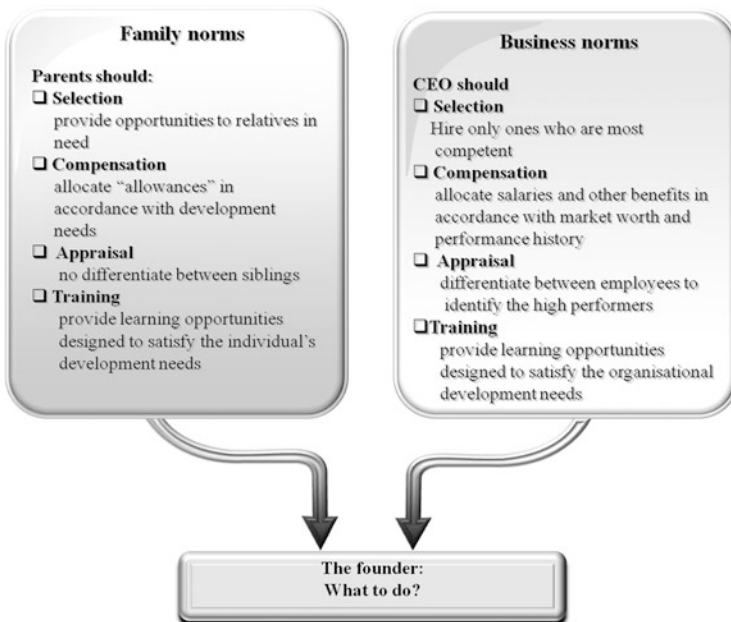 Family norms
Parents should:
❑ Selection
provide opportunities to relatives in
need
❑ Compensation
allocate “allowances” in
accordance with development
needs
❑ Appraisal
no differentiate between siblings
❑ Training
provide learning opportunities
designed to satisfy the individual’s
development needs
Business norms
CEO should
❑ Selection
Hire only ones who are most
competent
❑ Compensation
allocate salaries and other benefits in
accordance with market worth and
performance history
❑ Appraisal
differentiate between employees to
identify the high performers
❑Training
provide learning opportunities
designed to satisfy the organisational
development needs
The founder:
What to do?